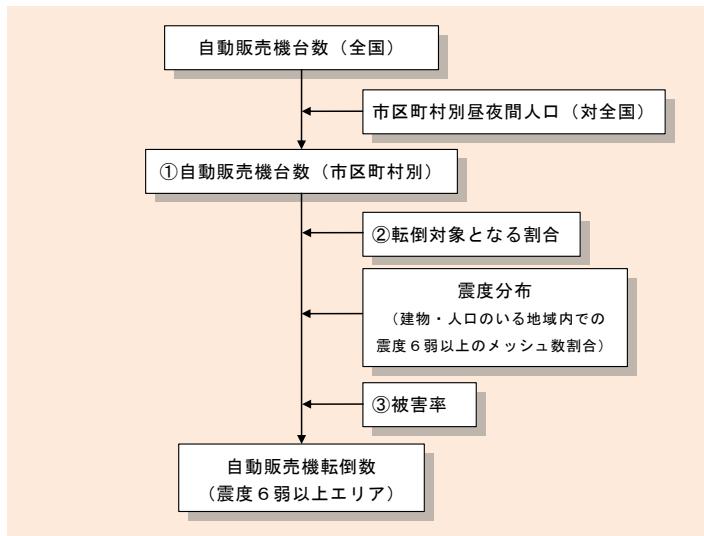 自動販売機台数（全国）
市区町村別昼夜間人口（対全国）
①自動販売機台数（市区町村別）
②転倒対象となる割合
震度分布
（建物・人口のいる地域内での
震度６弱以上のメッシュ数割合）
③被害率
自動販売機転倒数
（震度６弱以上エリア）